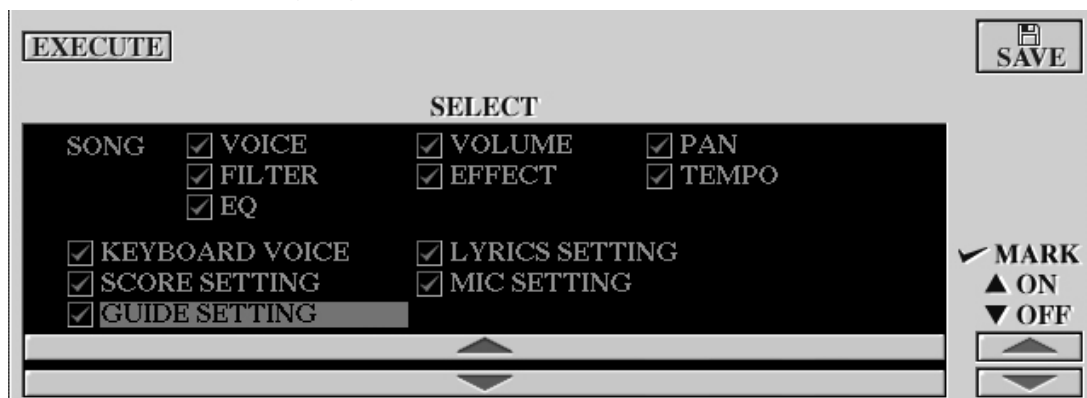 EXECUTE
SAVE
SELECT
SONG VOICE VOLUME PAN
FILTER EFFECT TEMPO
EQ
KEYBOARD VOICE LYRICS SETTING
SCORE SETTING MIC SETTING
GUIDE SETTING
MARK
ON
OFF